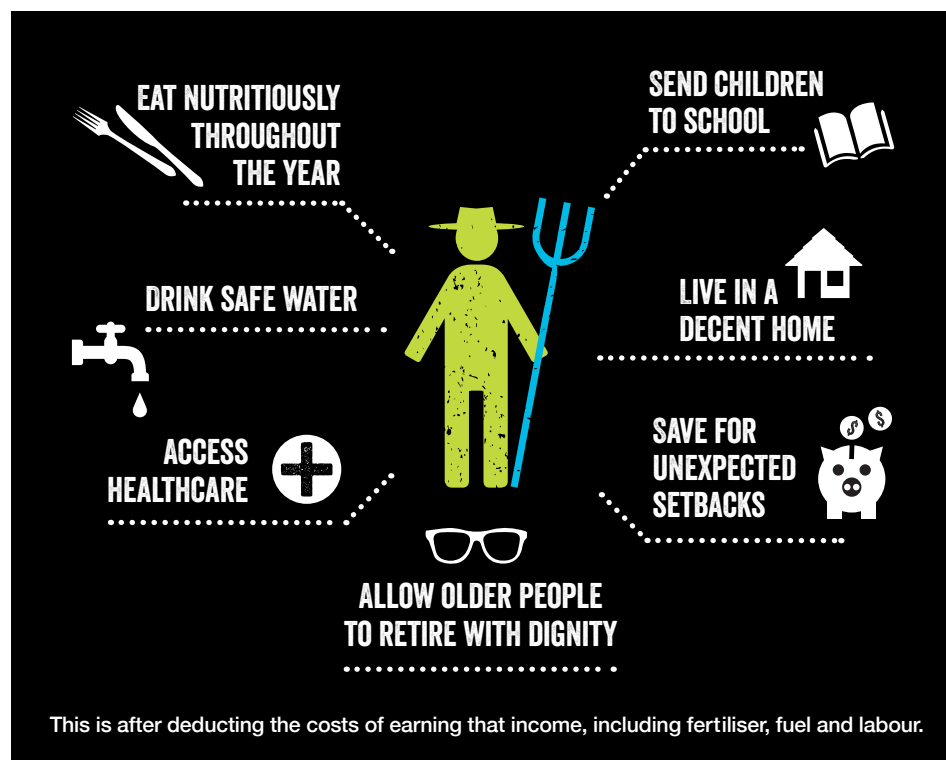 EAT NUTRITIOUSLY
THROUGHOUT
THE YEAR
SEND CHILDREN
TO SCHOOL
DRINK SAFE WATER
LIVE IN A
DECENT HOME
ACCESS
HEALTHCARE
SAVE FOR
UNEXPECTED
SETBACKS
$ $
ALLOW OLDER PEOPLE
TO RETIRE WITH DIGNITY
This is after deducting the costs of earning that income, including fertiliser, fuel and labour.